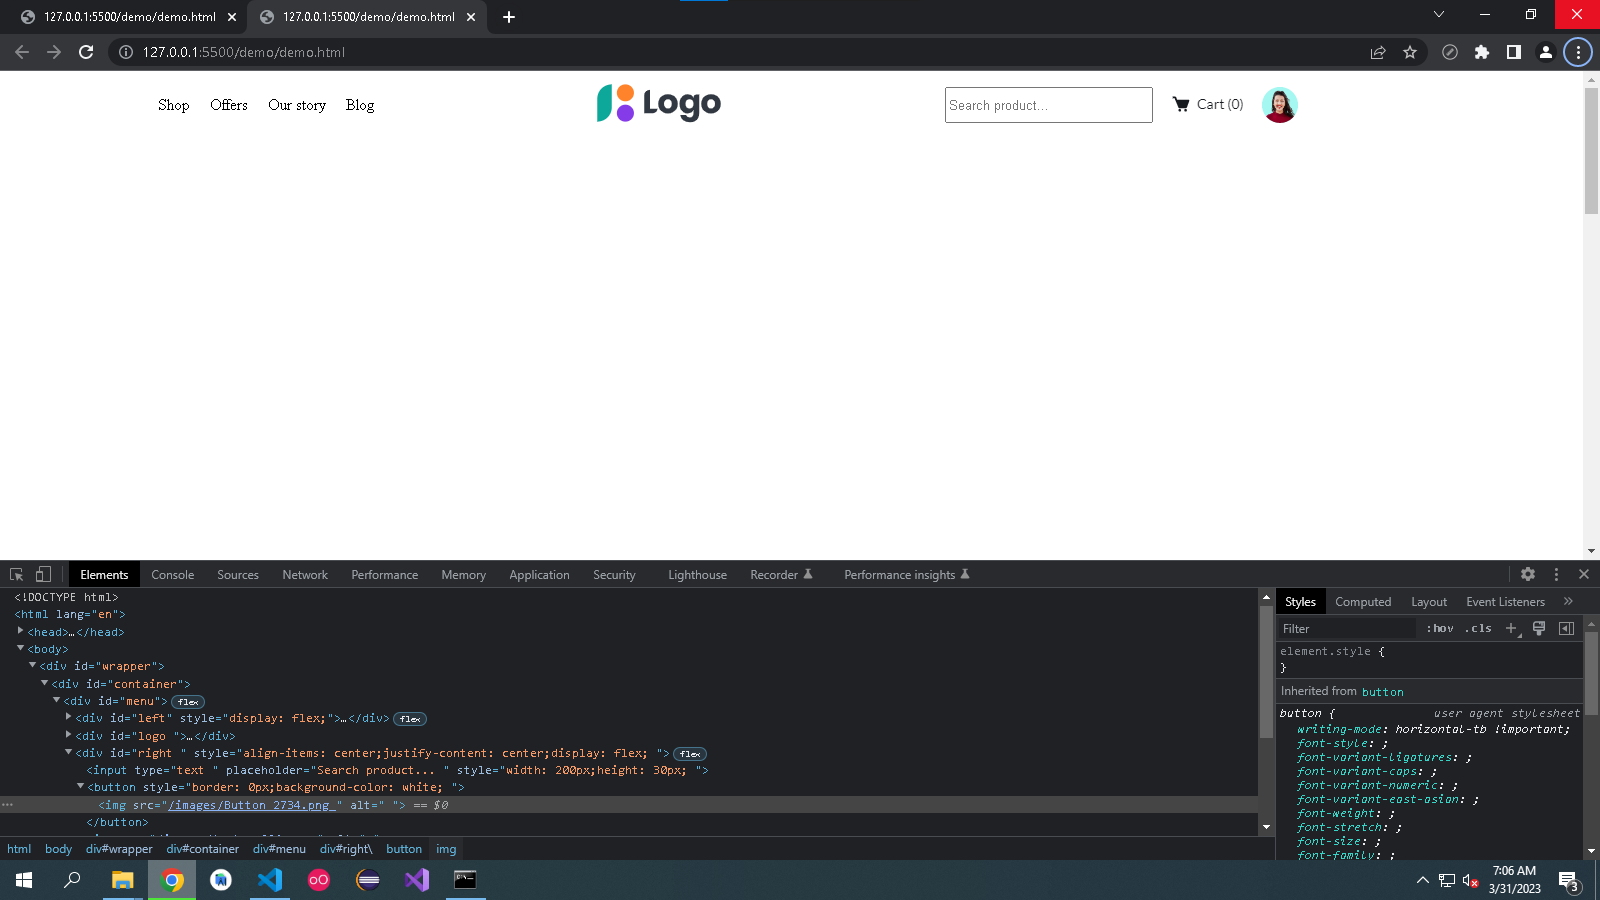 127.0.0.1:5500/demo/demo.html
127.0.0.1:5500/demo/demo.html
127.0.0.1:5500/demo/demo.html
Shop Offers Our story Blog Logo Search product... Cart (0)
Elements Console Sources Network Performance Memory Application Security Lighthouse Recorder Performance insights
<!DOCTYPE html>
<html lang="en">
<head>…</head>
<body>
<div id="wrapper">
<div id="container">
<div id="menu"> flex
<div id="left" style="display: flex;">…</div> flex
<div id="logo ">…</div>
<div id="right " style="align-items: center;justify-content: center;display: flex; "> flex
<input type="text " placeholder="Search product... " style="width: 200px;height: 30px; ">
<button style="border: 0px;background-color: white; ">
<img src="/images/Button_2734.png " alt=" "> == $0
</button>
html body div#wrapper div#container div#menu div#right\ button img
Styles Computed Layout Event Listeners
Filter :hov .cls
element.style {
}
Inherited from button
button { user agent stylesheet
writing-mode: horizontal-tb !important;
font-style: ;
font-variant-ligatures: ;
font-variant-caps: ;
font-variant-numeric: ;
font-variant-east-asian: ;
font-weight: ;
font-stretch: ;
font-size: ;
font-family: ;
7:06 AM
3/31/2023
3